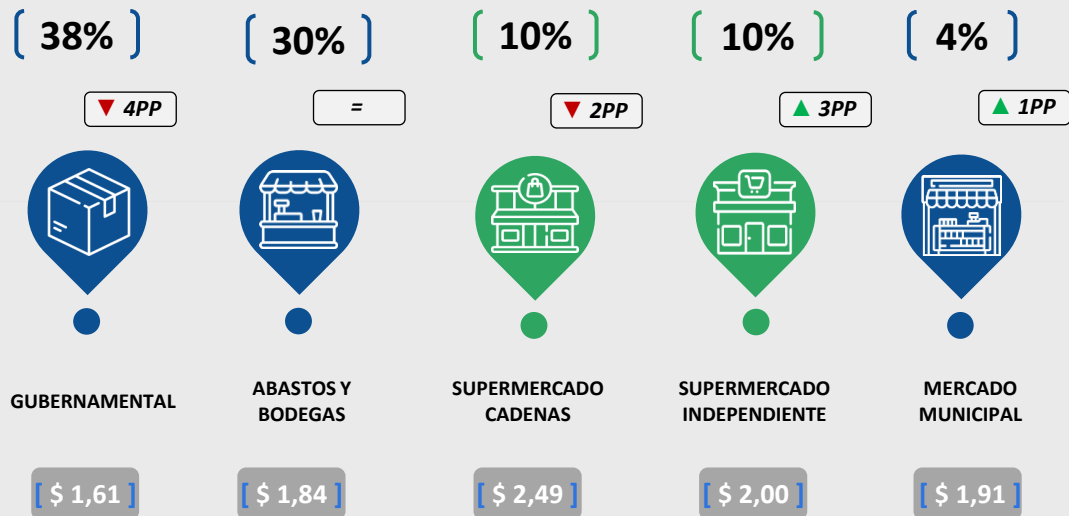 [ 38% ]
[ 30% ]
[ 10% ]
[ 10% ]
[ 4% ]
▼ 4PP
=
▼ 2PP
▲ 3PP
▲ 1PP
GUBERNAMENTAL
ABASTOS Y
BODEGAS
SUPERMERCADO
CADENAS
SUPERMERCADO
INDEPENDIENTE
MERCADO
MUNICIPAL
[ $ 1,61 ]
[ $ 1,84 ]
[ $ 2,49 ]
[ $ 2,00 ]
[ $ 1,91 ]